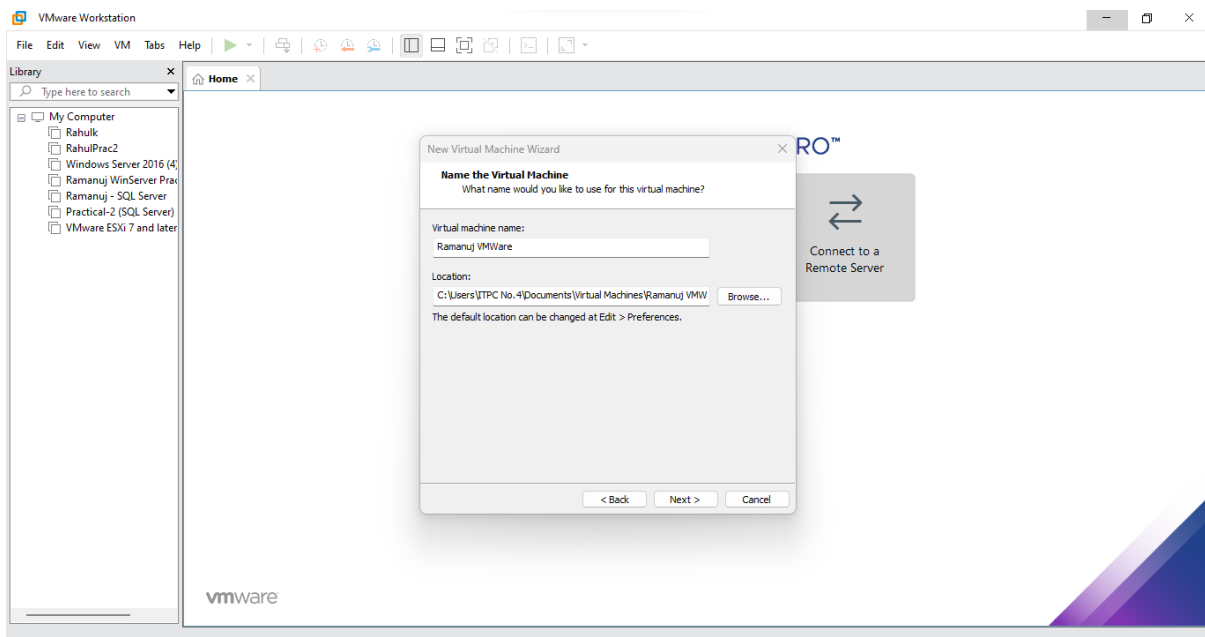 VMware Workstation
File Edit View VM Tabs Help
Library
Type here to search
Home
My Computer
Rahulk
RahulPrac2
Windows Server 2016 (4)
Ramanuj WinServer Prac
Ramanuj - SQL Server
Practical-2 (SQL Server)
VMware ESXi 7 and later
RO™
New Virtual Machine Wizard
Name the Virtual Machine
What name would you like to use for this virtual machine?
Virtual machine name:
Ramanuj VMWare
Location:
C:\Users\ITPC No.4\Documents\Virtual Machines\Ramanuj VMW
Browse...
The default location can be changed at Edit > Preferences.
Connect to a
Remote Server
< Back Next > Cancel
vmware